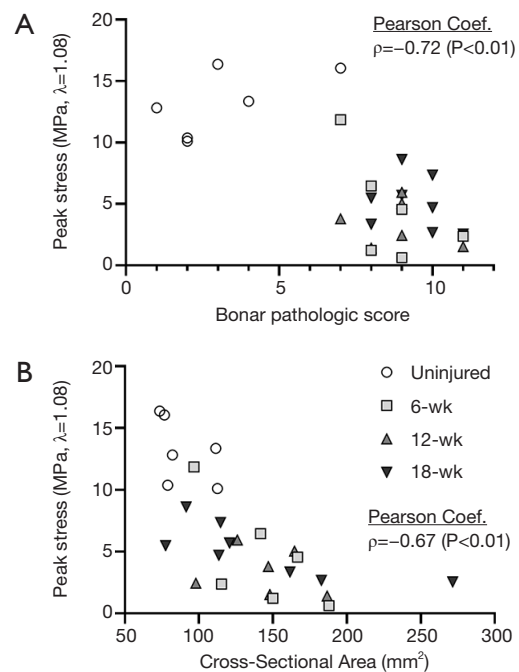 A
Pearson Coef.
ρ=−0.72 (P<0.01)
Peak stress (MPa, λ=1.08)
20
15
10
5
0
0 5 10
Bonar pathologic score
B
Uninjured
6-wk
12-wk
18-wk
Pearson Coef.
ρ=−0.67 (P<0.01)
Peak stress (MPa, λ=1.08)
20
15
10
5
0
50 100 150 200 250 300
Cross-Sectional Area (mm²)